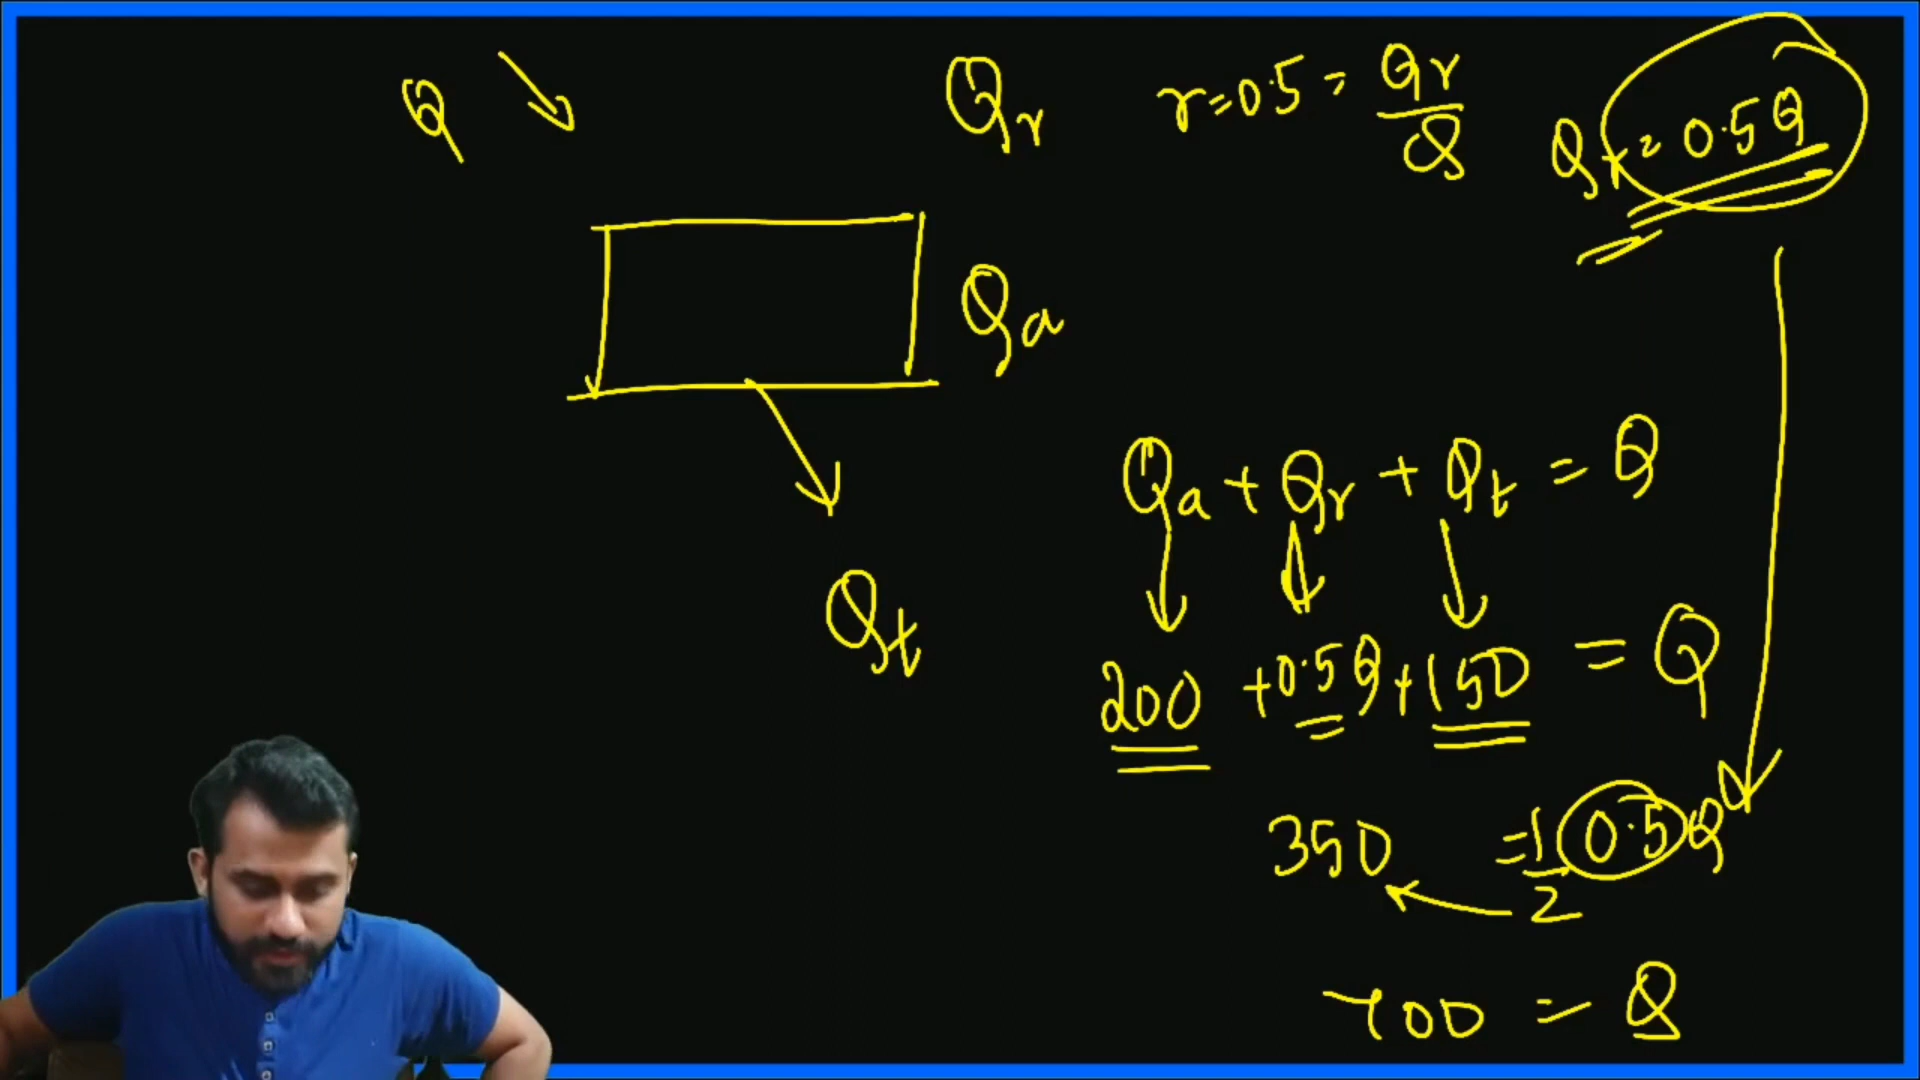 Q
Qr
r=0.5=Qr/Q
Qr=0.5Q
Qa
Qt
Qa+Qr+Qt=Q
200+0.5Q+150=Q
350=1/2 0.5Q
700=Q